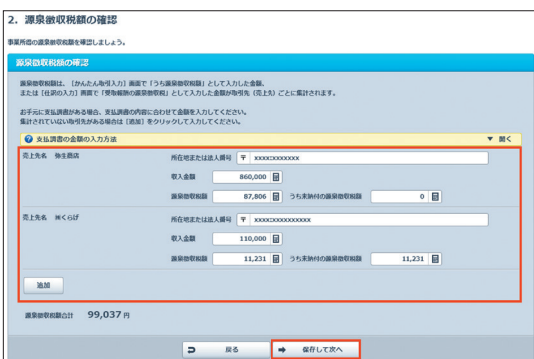 2. 源泉徴収税額の確認
事業所得の源泉徴収税額を確認しましょう。
源泉徴収税額の確認
源泉徴収税額は、[かんたん取引入力] 画面で「うち源泉徴収税額」として入力した金額、
または [仕訳の入力] 画面で「受取報酬の源泉徴収税」として入力した金額が取引先（売上先）ごとに集計されます。
お手元に支払調書がある場合、支払調書の内容に合わせて金額を入力してください。
集計されていない取引先がある場合は [追加] をクリックして入力してください。
? 支払調書の金額の入力方法 ▼ 開く
売上先名 弥生商店 所在地または法人番号 〒 xxxx:xxxxxxx
収入金額 860,000
源泉徴収税額 87,806 うち未納付の源泉徴収税額 0
売上先名 ㈱くらげ 所在地または法人番号 〒 xxxx:xxxxxxxxxxx
収入金額 110,000
源泉徴収税額 11,231 うち未納付の源泉徴収税額 11,231
追加
源泉徴収税額合計 99,037 円
戻る 保存して次へ